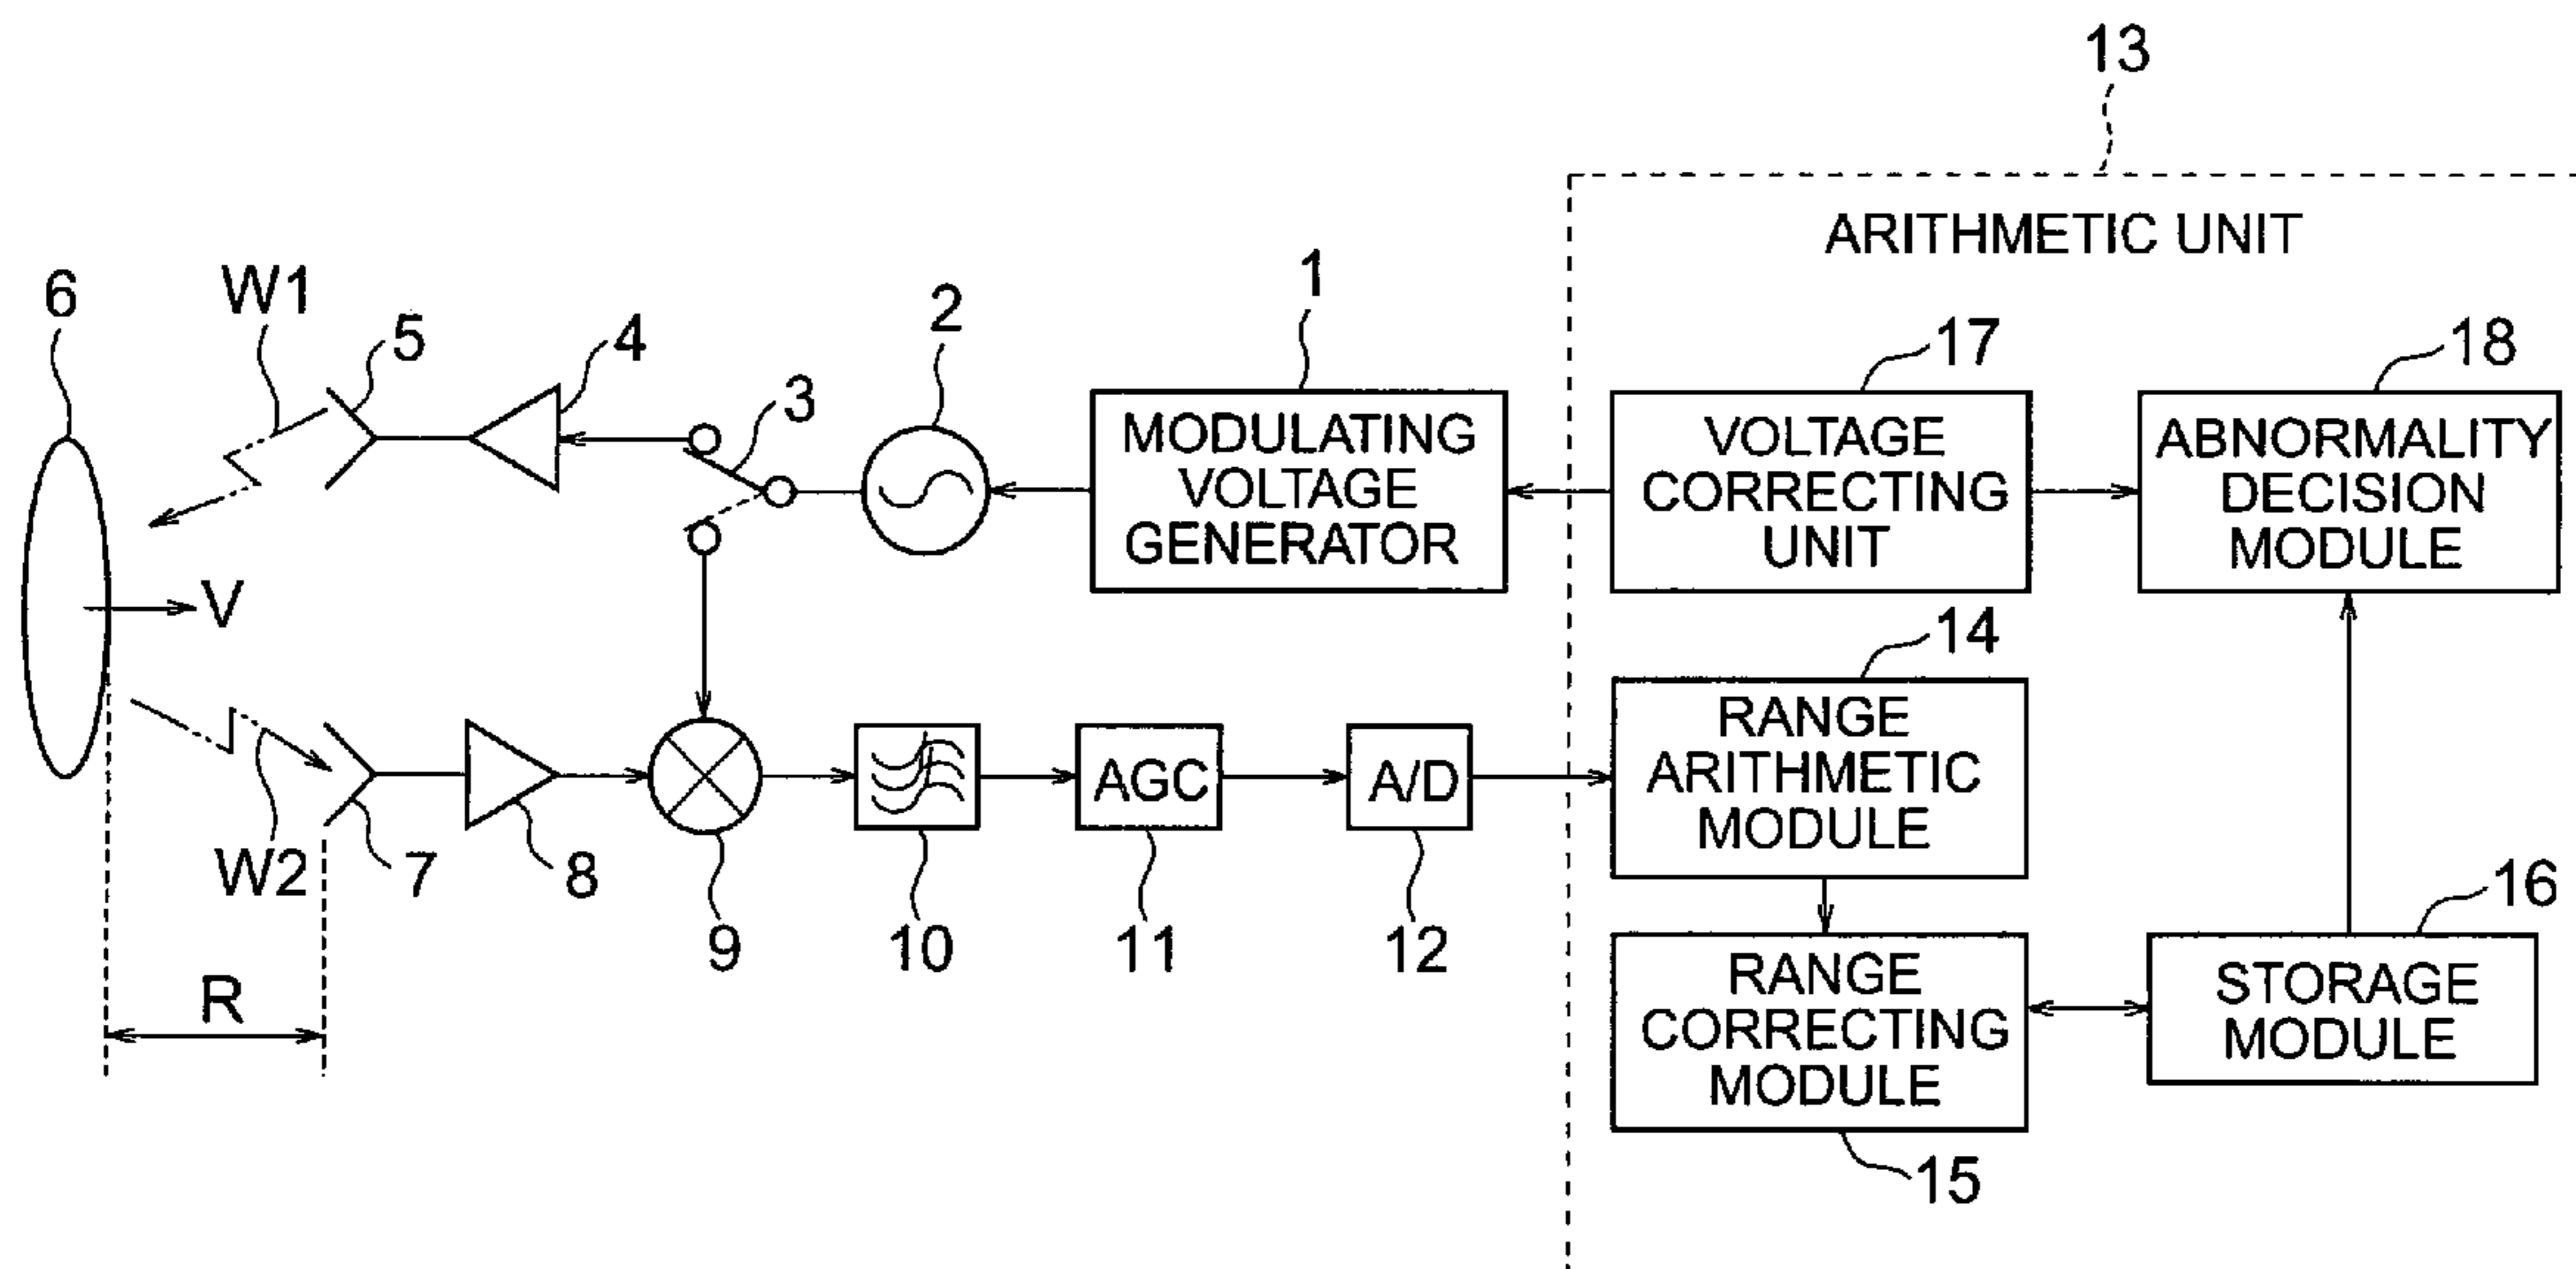 13
ARITHMETIC UNIT
6
W1
5
4
3
2
1
17
18
MODULATING
VOLTAGE
GENERATOR
VOLTAGE
CORRECTING
UNIT
ABNORMALITY
DECISION
MODULE
V
14
RANGE
ARITHMETIC
MODULE
AGC
A/D
W2
7
8
9
10
11
12
16
R
RANGE
CORRECTING
MODULE
STORAGE
MODULE
15